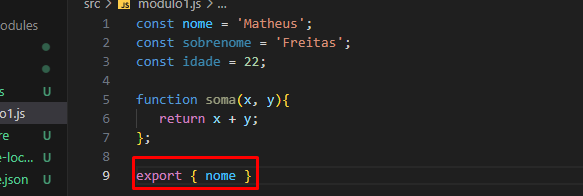 src > JS modulo1.js > ...
odules
1 const nome = 'Matheus';
2 const sobrenome = 'Freitas';
3 const idade = 22;
4
5 function soma(x, y){
6 return x + y;
7 };
8
9 export { nome }
s U
lo1.js U
re U
e-loc... U
e.json U